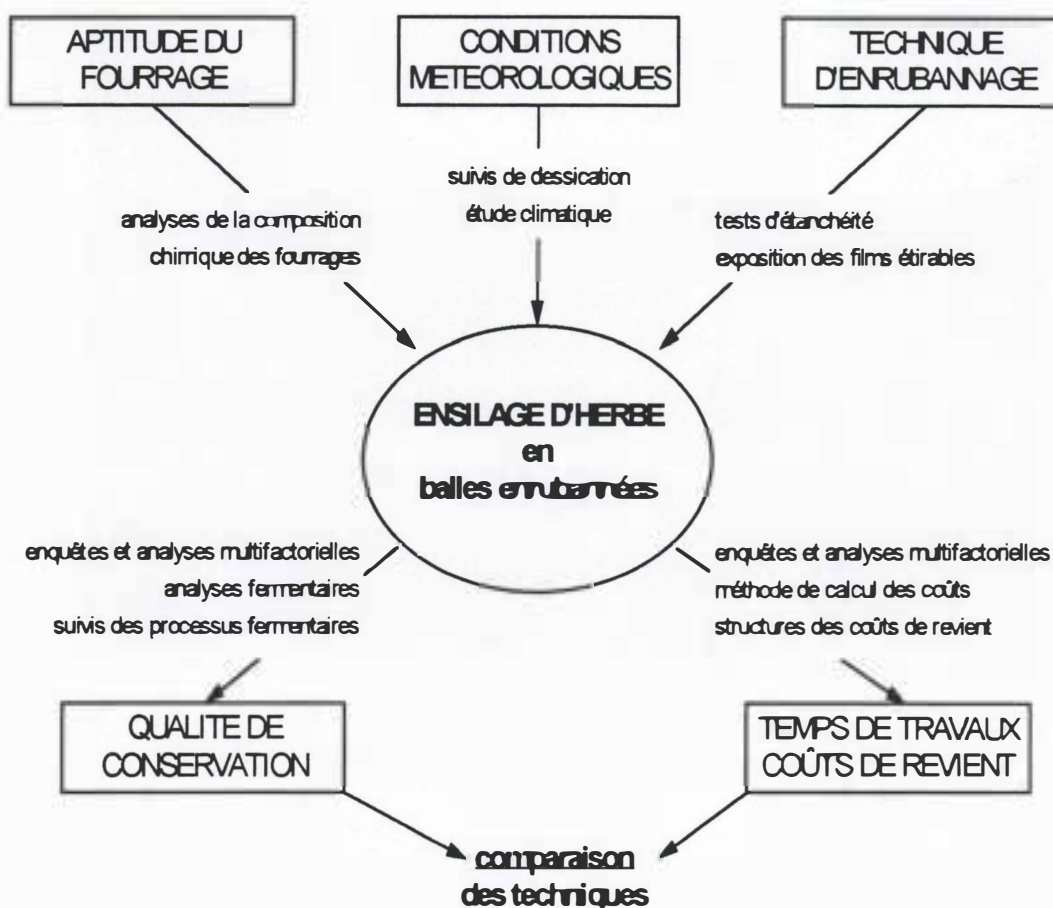 APTITUDE DU
FOURRAGE
CONDITIONS
METEOROLOGIQUES
TECHNIQUE
D'ENRUBANNAGE
analyses de la composition
chimique des fourrages
suivis de dessication
étude climatique
tests d'étanchéité
exposition des films étirables
ENSILAGE D'HERBE
en
balles enrubannées
enquêtes et analyses multifactorielles
analyses fermentaires
suivis des processus fermentaires
enquêtes et analyses multifactorielles
méthode de calcul des coûts
structures des coûts de revient
QUALITE DE
CONSERVATION
TEMPS DE TRAVAUX
COÛTS DE REVIENT
comparaison
des techniques